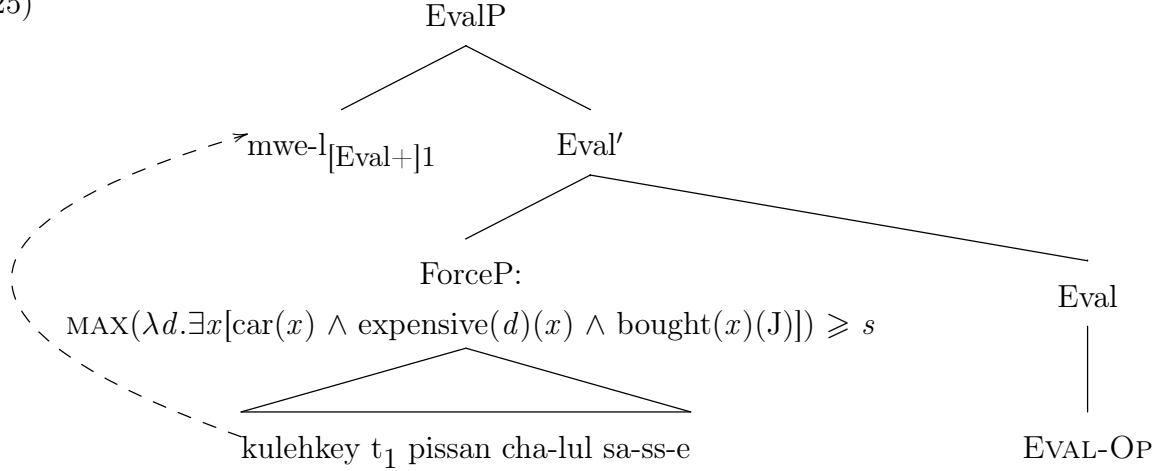 25)
EvalP
mwe-l[Eval+]1
Eval′
ForceP:
MAX(λd.∃x[car(x) ∧ expensive(d)(x) ∧ bought(x)(J)]) ⩾ s
Eval
kulehkey t1 pissan cha-lul sa-ss-e
EVAL-OP